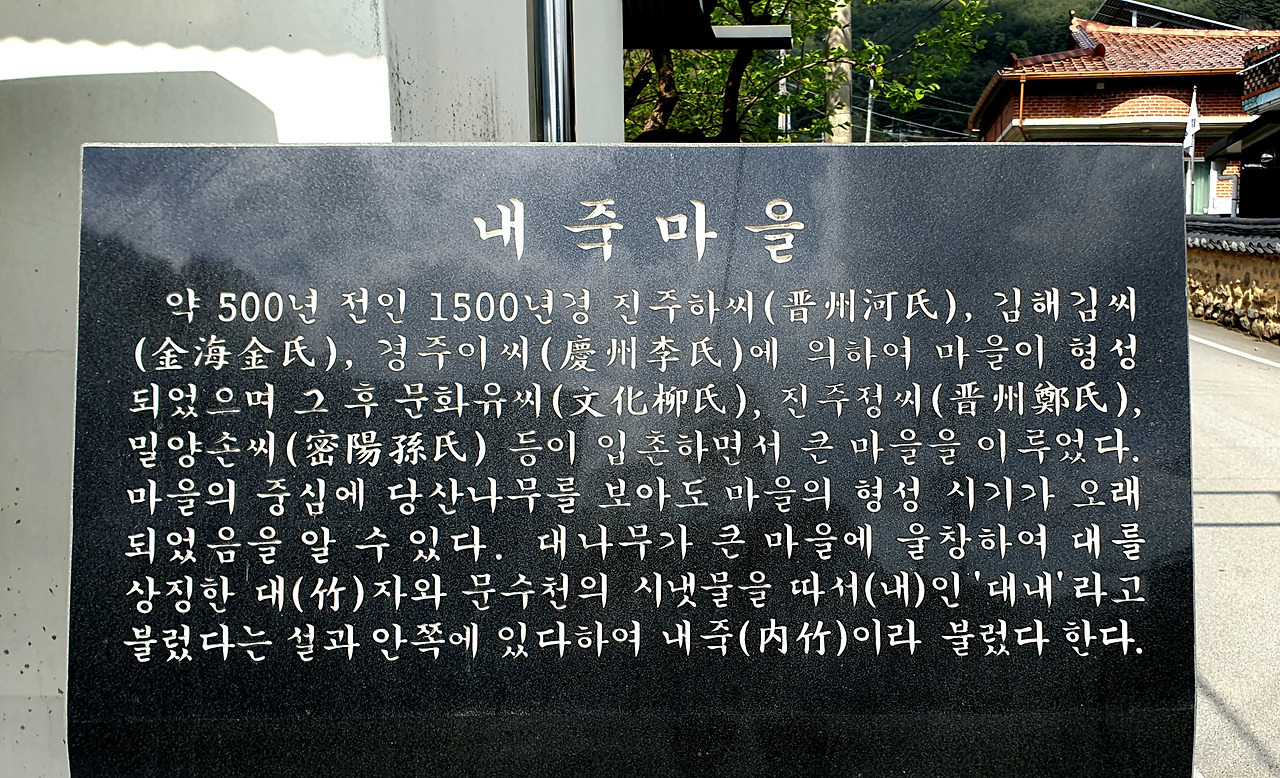 내죽마을
약 500년 전인 1500년경 진주하씨(晋州河氏), 김해김씨
(金海金氏), 경주이씨(慶州李氏)에 의하여 마을이 형성
되었으며 그 후 문화유씨(文化柳氏), 진주정씨(晋州鄭氏),
밀양손씨(密陽孫氏) 등이 입촌하면서 큰 마을을 이루었다.
마을의 중심에 당산나무를 보아도 마을의 형성 시기가 오래
되었음을 알 수 있다. 대나무가 큰 마을에 울창하여 대를
상징한 대(竹)자와 문수천의 시냇물을 따서(내)인 '대내'라고
불렀다는 설과 안쪽에 있다하여 내죽(内竹)이라 불렀다 한다.